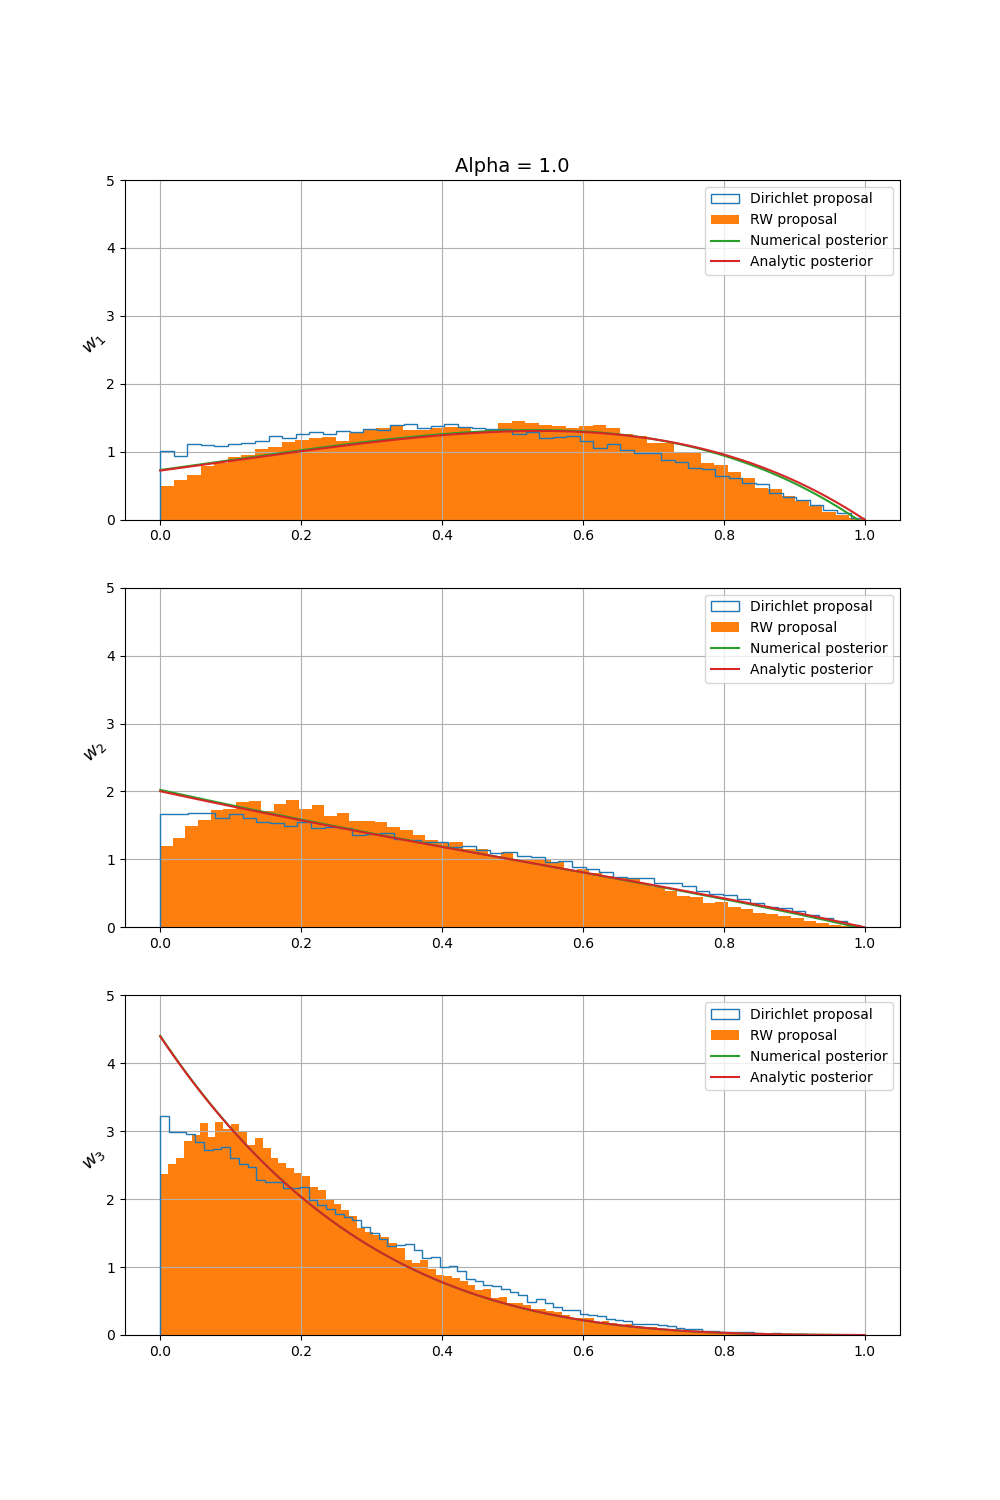 Alpha = 1.0
5
4
3
2
1
0
w₁
Dirichlet proposal
RW proposal
Numerical posterior
Analytic posterior
0.0 0.2 0.4 0.6 0.8 1.0
5
4
3
2
1
0
w₂
Dirichlet proposal
RW proposal
Numerical posterior
Analytic posterior
0.0 0.2 0.4 0.6 0.8 1.0
5
4
3
2
1
0
w₃
Dirichlet proposal
RW proposal
Numerical posterior
Analytic posterior
0.0 0.2 0.4 0.6 0.8 1.0